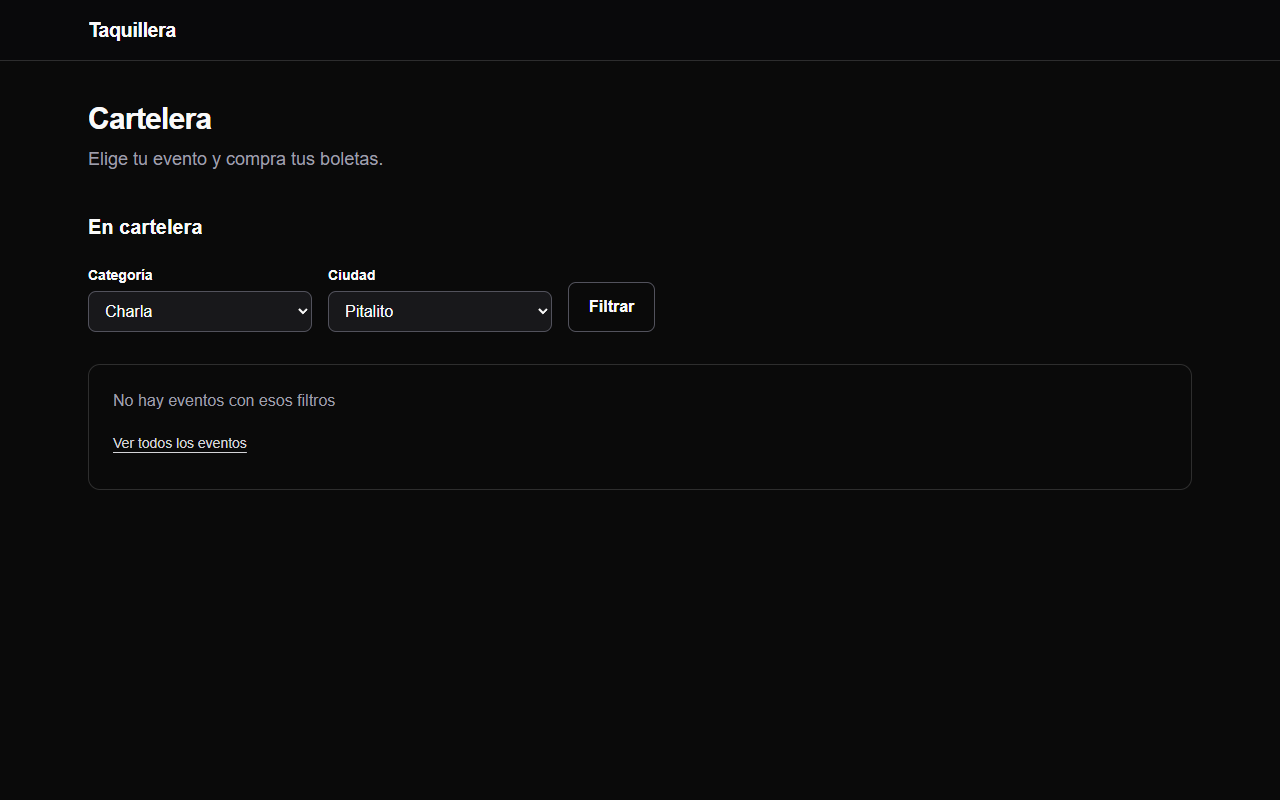 Taquillera
Cartelera
Elige tu evento y compra tus boletas.
En cartelera
Categoría
Ciudad
Charla
Pitalito
Filtrar
No hay eventos con esos filtros
Ver todos los eventos